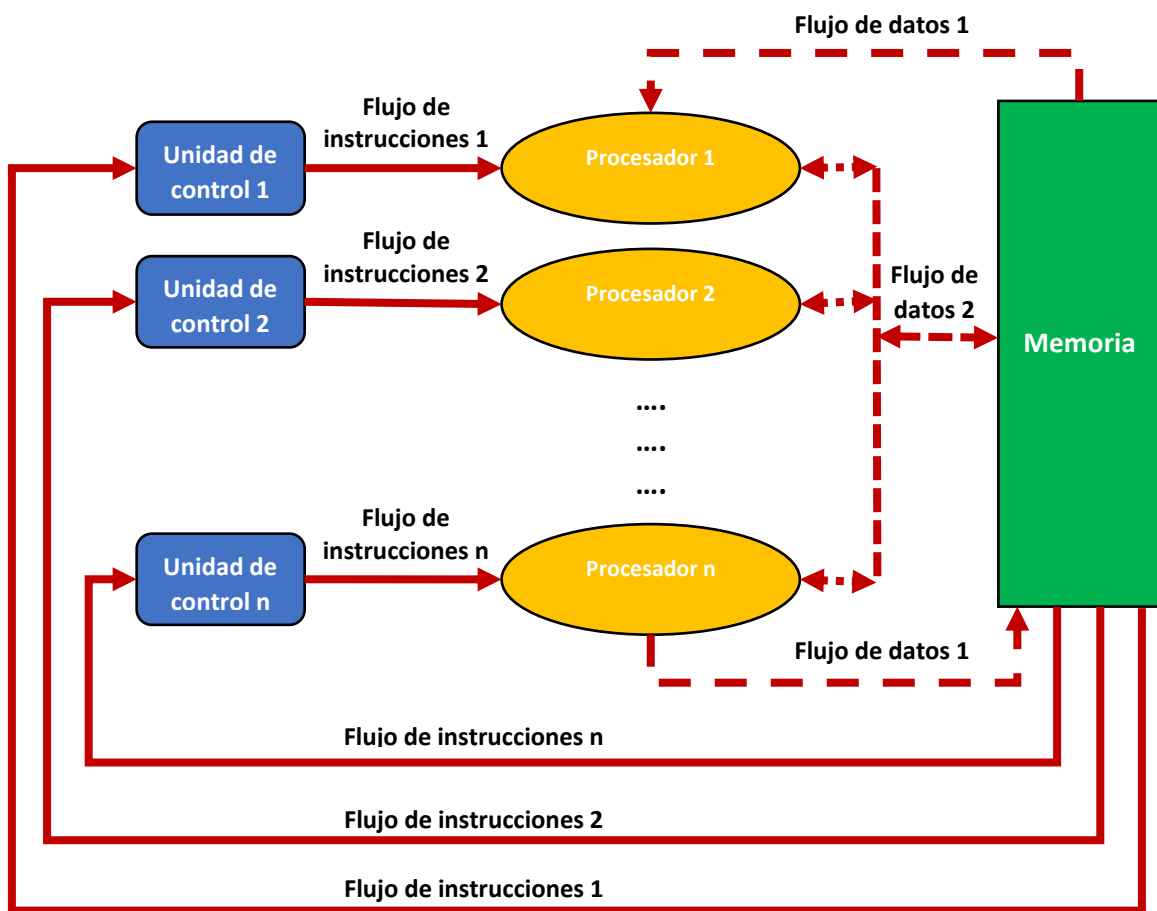 Flujo de datos 1
Flujo de
instrucciones 1
Unidad de
control 1
Procesador 1
Flujo de
instrucciones 2
Unidad de
control 2
Procesador 2
Flujo de
datos 2
Memoria
....
....
....
Flujo de
instrucciones n
Unidad de
control n
Procesador n
Flujo de datos 1
Flujo de instrucciones n
Flujo de instrucciones 2
Flujo de instrucciones 1